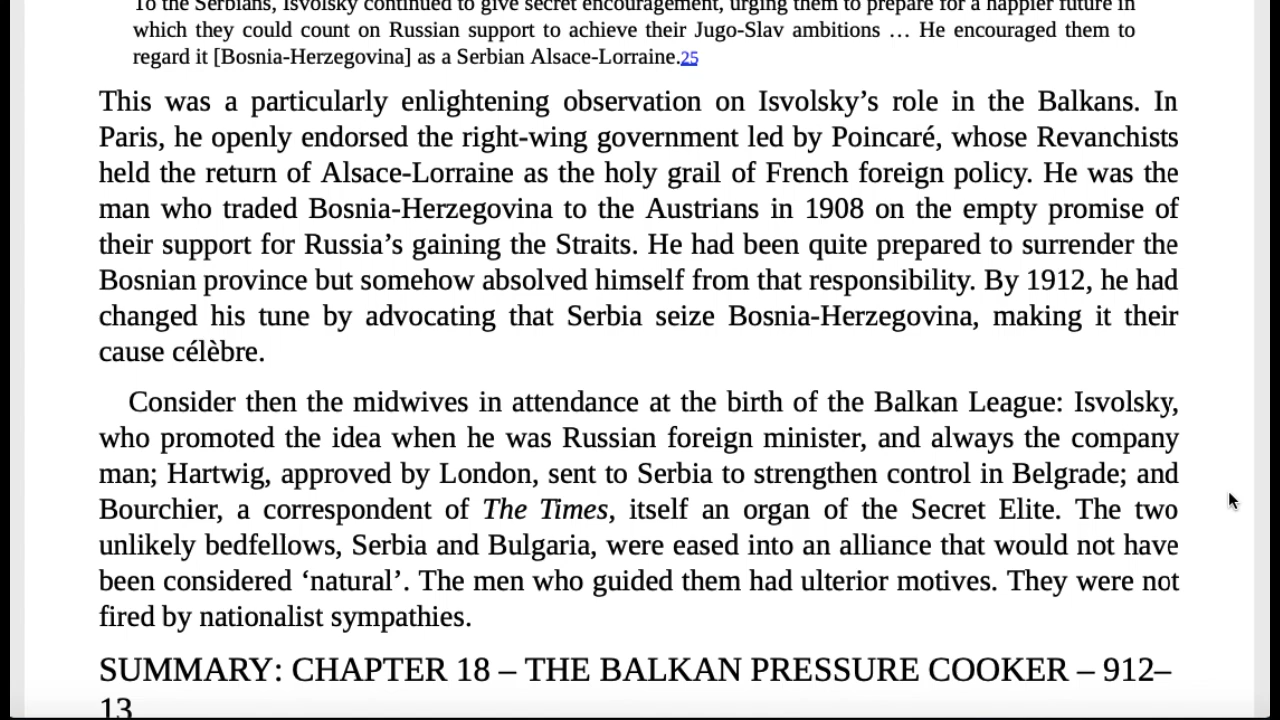 To the Serbians, Isvolsky continued to give secret encouragement, urging them to prepare for a happier future in
which they could count on Russian support to achieve their Jugo-Slav ambitions … He encouraged them to
regard it [Bosnia-Herzegovina] as a Serbian Alsace-Lorraine.25
This was a particularly enlightening observation on Isvolsky’s role in the Balkans. In
Paris, he openly endorsed the right-wing government led by Poincaré, whose Revanchists
held the return of Alsace-Lorraine as the holy grail of French foreign policy. He was the
man who traded Bosnia-Herzegovina to the Austrians in 1908 on the empty promise of
their support for Russia’s gaining the Straits. He had been quite prepared to surrender the
Bosnian province but somehow absolved himself from that responsibility. By 1912, he had
changed his tune by advocating that Serbia seize Bosnia-Herzegovina, making it their
cause célèbre.
Consider then the midwives in attendance at the birth of the Balkan League: Isvolsky,
who promoted the idea when he was Russian foreign minister, and always the company
man; Hartwig, approved by London, sent to Serbia to strengthen control in Belgrade; and
Bourchier, a correspondent of The Times, itself an organ of the Secret Elite. The two
unlikely bedfellows, Serbia and Bulgaria, were eased into an alliance that would not have
been considered ‘natural’. The men who guided them had ulterior motives. They were not
fired by nationalist sympathies.
SUMMARY: CHAPTER 18 – THE BALKAN PRESSURE COOKER – 912–
13